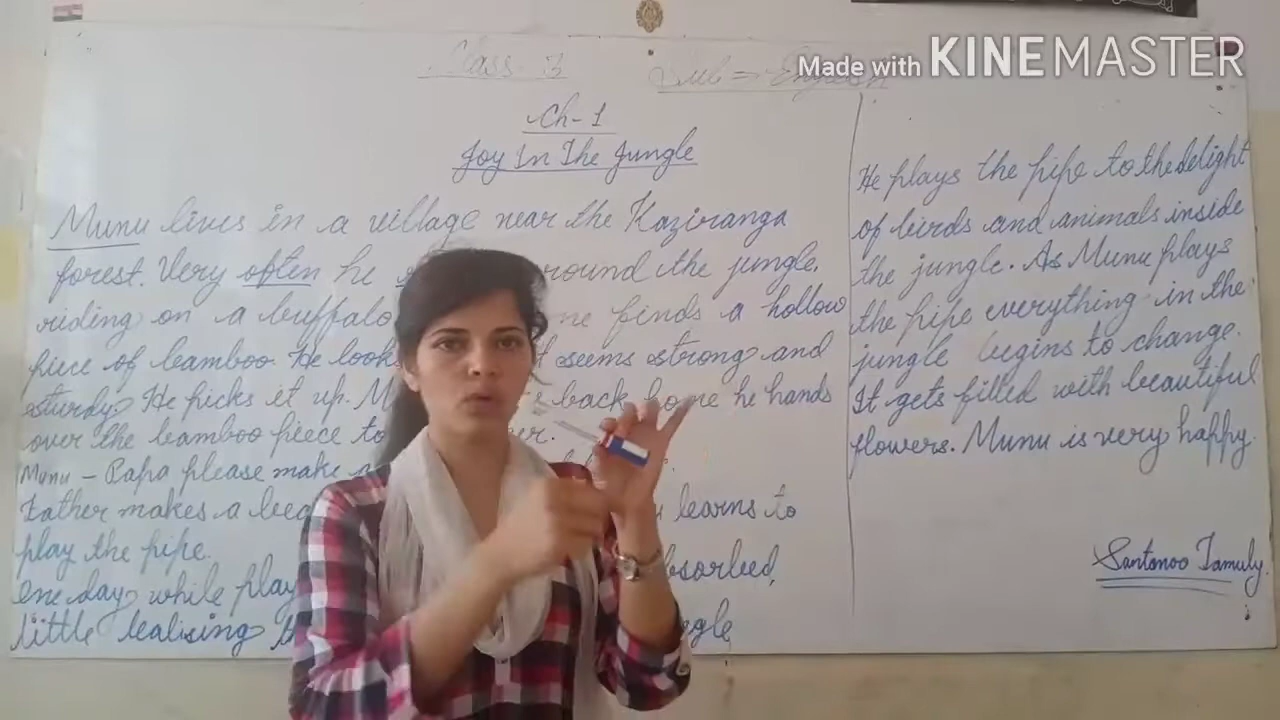 Made with KINEMASTER
Class - 3
Sub => English
Ch-1
Joy In The Jungle
Munu lives in a village near the Kaziranga
forest. Very often he round the jungle,
riding on a buffalo finds a hollow
piece of bamboo. He look seems strong and
sturdy. He picks it up. back home he hands
over the bamboo piece to
Munu - Papa please make a
Father makes a learns to
play the pipe.
One day while play absorbed,
little realising
He plays the pipe to the delight
of birds and animals inside
the jungle. As Munu plays
the pipe everything in the
jungle begins to change.
It gets filled with beautiful
flowers. Munu is very happy
Santonoo Tamuly.